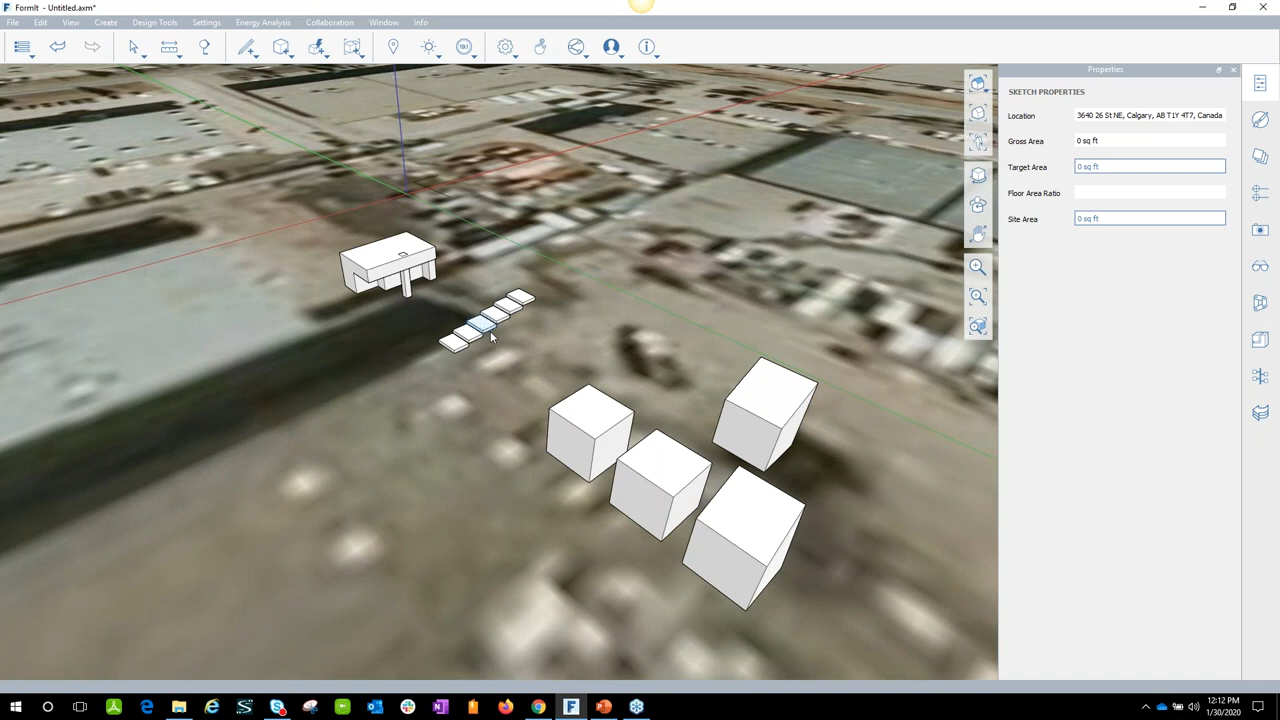 FormIt - Untitled.axm*
File Edit View Create Design Tools Settings Energy Analysis Collaboration Window Info
Properties
SKETCH PROPERTIES
Location 3640 26 St NE, Calgary, AB T1Y 4T7, Canada
Gross Area 0 sq ft
Target Area 0 sq ft
Floor Area Ratio
Site Area 0 sq ft
12:12 PM
1/30/2020